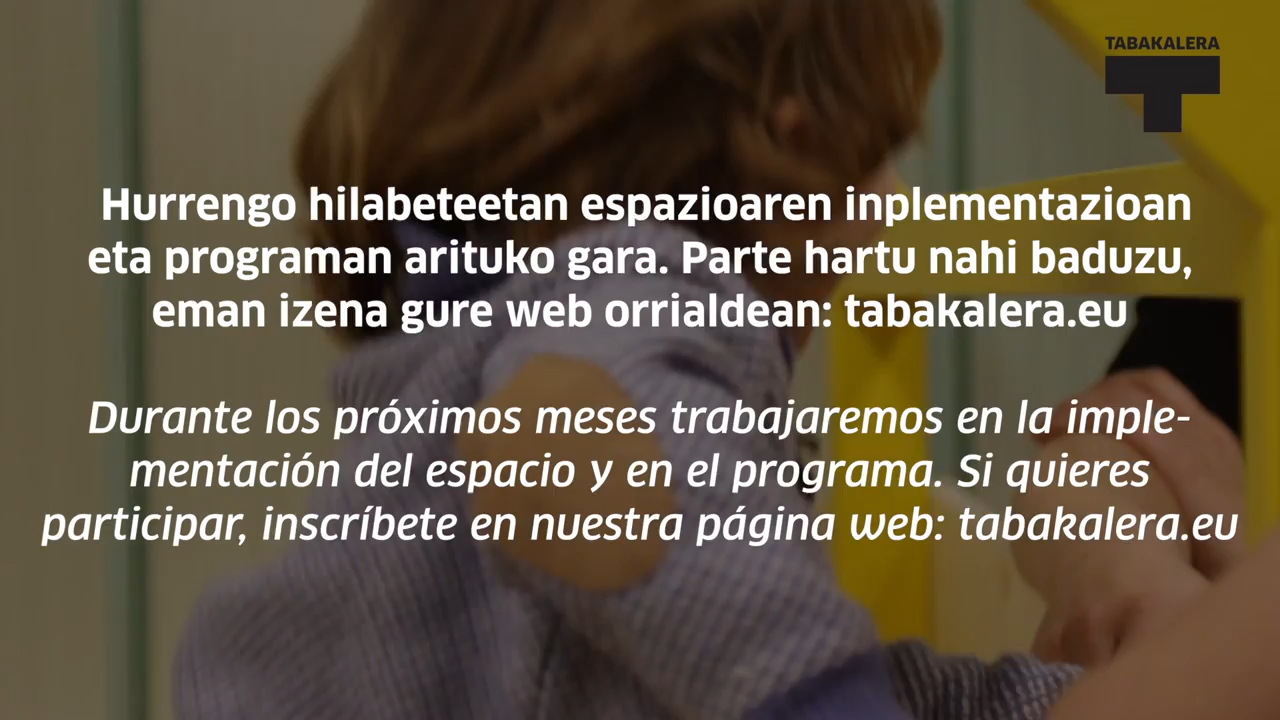 TABAKALERA
Hurrengo hilabeteetan espazioaren inplementazioan
eta programan arituko gara. Parte hartu nahi baduzu,
eman izena gure web orrialdean: tabakalera.eu
Durante los próximos meses trabajaremos en la imple-
mentación del espacio y en el programa. Si quieres
participar, inscríbete en nuestra página web: tabakalera.eu